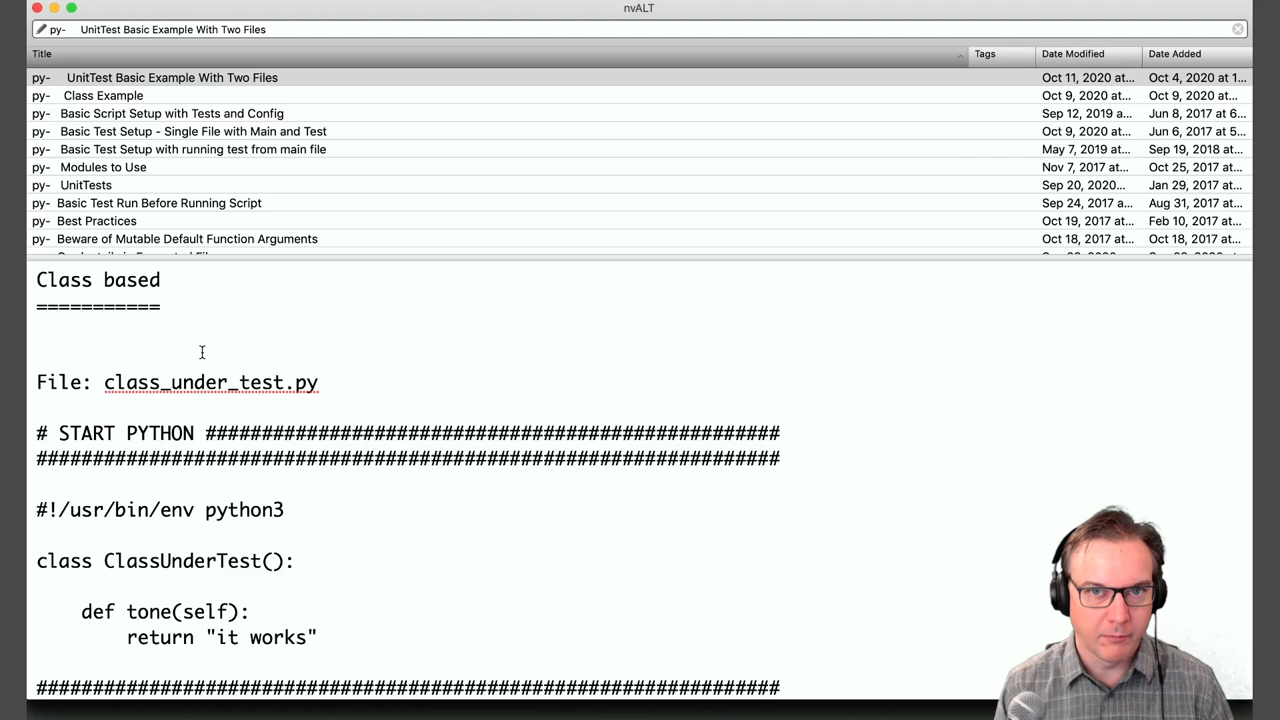 nvALT
py- UnitTest Basic Example With Two Files
Title Tags Date Modified Date Added
py- UnitTest Basic Example With Two Files Oct 11, 2020 at... Oct 4, 2020 at 1...
py- Class Example Oct 9, 2020 at... Oct 9, 2020 at...
py- Basic Script Setup with Tests and Config Sep 12, 2019 a... Jun 8, 2017 at 6...
py- Basic Test Setup - Single File with Main and Test Oct 9, 2020 at... Jun 6, 2017 at 5...
py- Basic Test Setup with running test from main file May 7, 2019 at... Sep 19, 2018 at...
py- Modules to Use Nov 7, 2017 at... Oct 25, 2017 at...
py- UnitTests Sep 20, 2020... Jan 29, 2017 at...
py- Basic Test Run Before Running Script Sep 24, 2017 a... Aug 31, 2017 at...
py- Best Practices Oct 19, 2017 at... Feb 10, 2017 at...
py- Beware of Mutable Default Function Arguments Oct 18, 2017 at... Oct 18, 2017 at...
Class based
===========
File: class_under_test.py
# START PYTHON ###################################################
##################################################################
#!/usr/bin/env python3
class ClassUnderTest():
def tone(self):
return "it works"
##################################################################